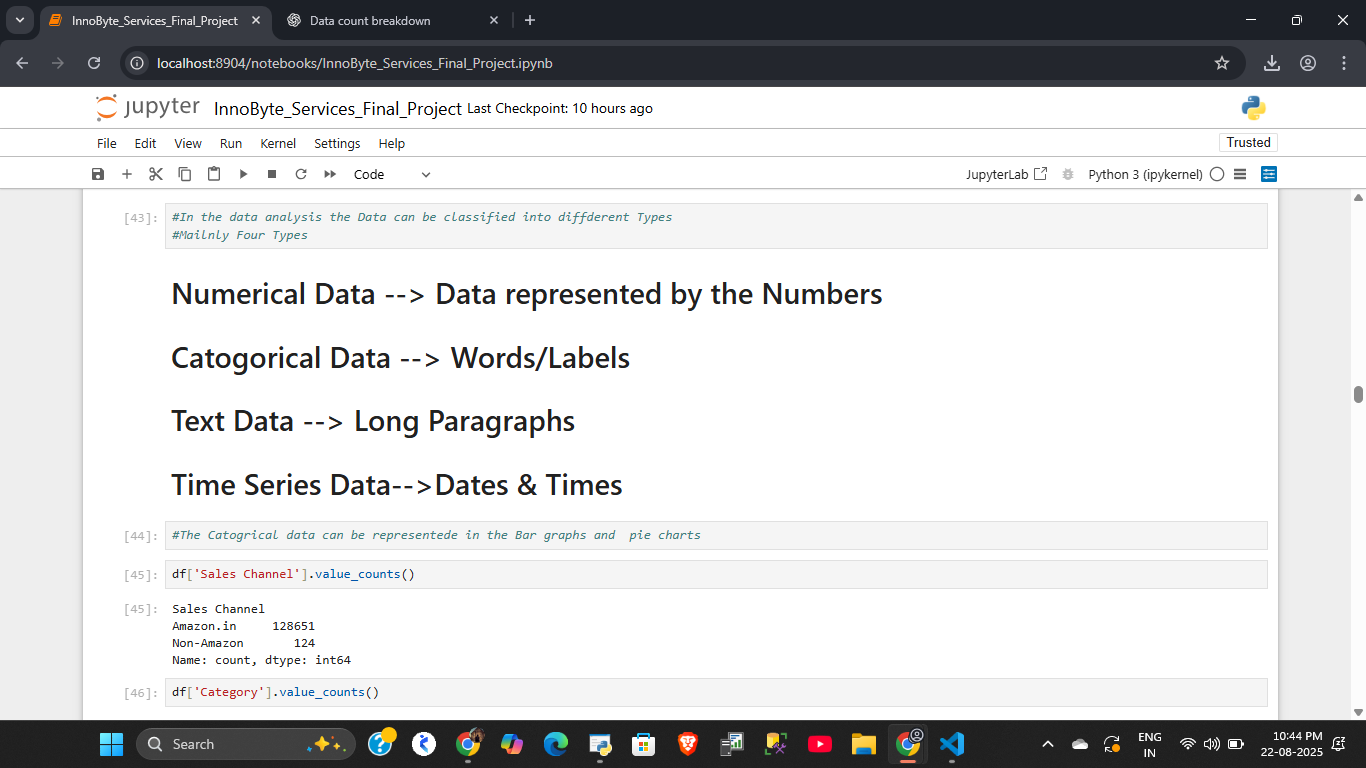 InnoByte_Services_Final_Project
Data count breakdown
localhost:8904/notebooks/InnoByte_Services_Final_Project.ipynb
jupyter InnoByte_Services_Final_Project Last Checkpoint: 10 hours ago
File Edit View Run Kernel Settings Help
Trusted
Code
JupyterLab
Python 3 (ipykernel)
[43]: #In the data analysis the Data can be classified into diffderent Types
#Mailnly Four Types
Numerical Data --> Data represented by the Numbers
Catogorical Data --> Words/Labels
Text Data --> Long Paragraphs
Time Series Data-->Dates & Times
[44]: #The Catogrical data can be representede in the Bar graphs and  pie charts
[45]: df['Sales Channel'].value_counts()
[45]: Sales Channel
Amazon.in     128651
Non-Amazon       124
Name: count, dtype: int64
[46]: df['Category'].value_counts()
Search
ENG
IN
10:44 PM
22-08-2025